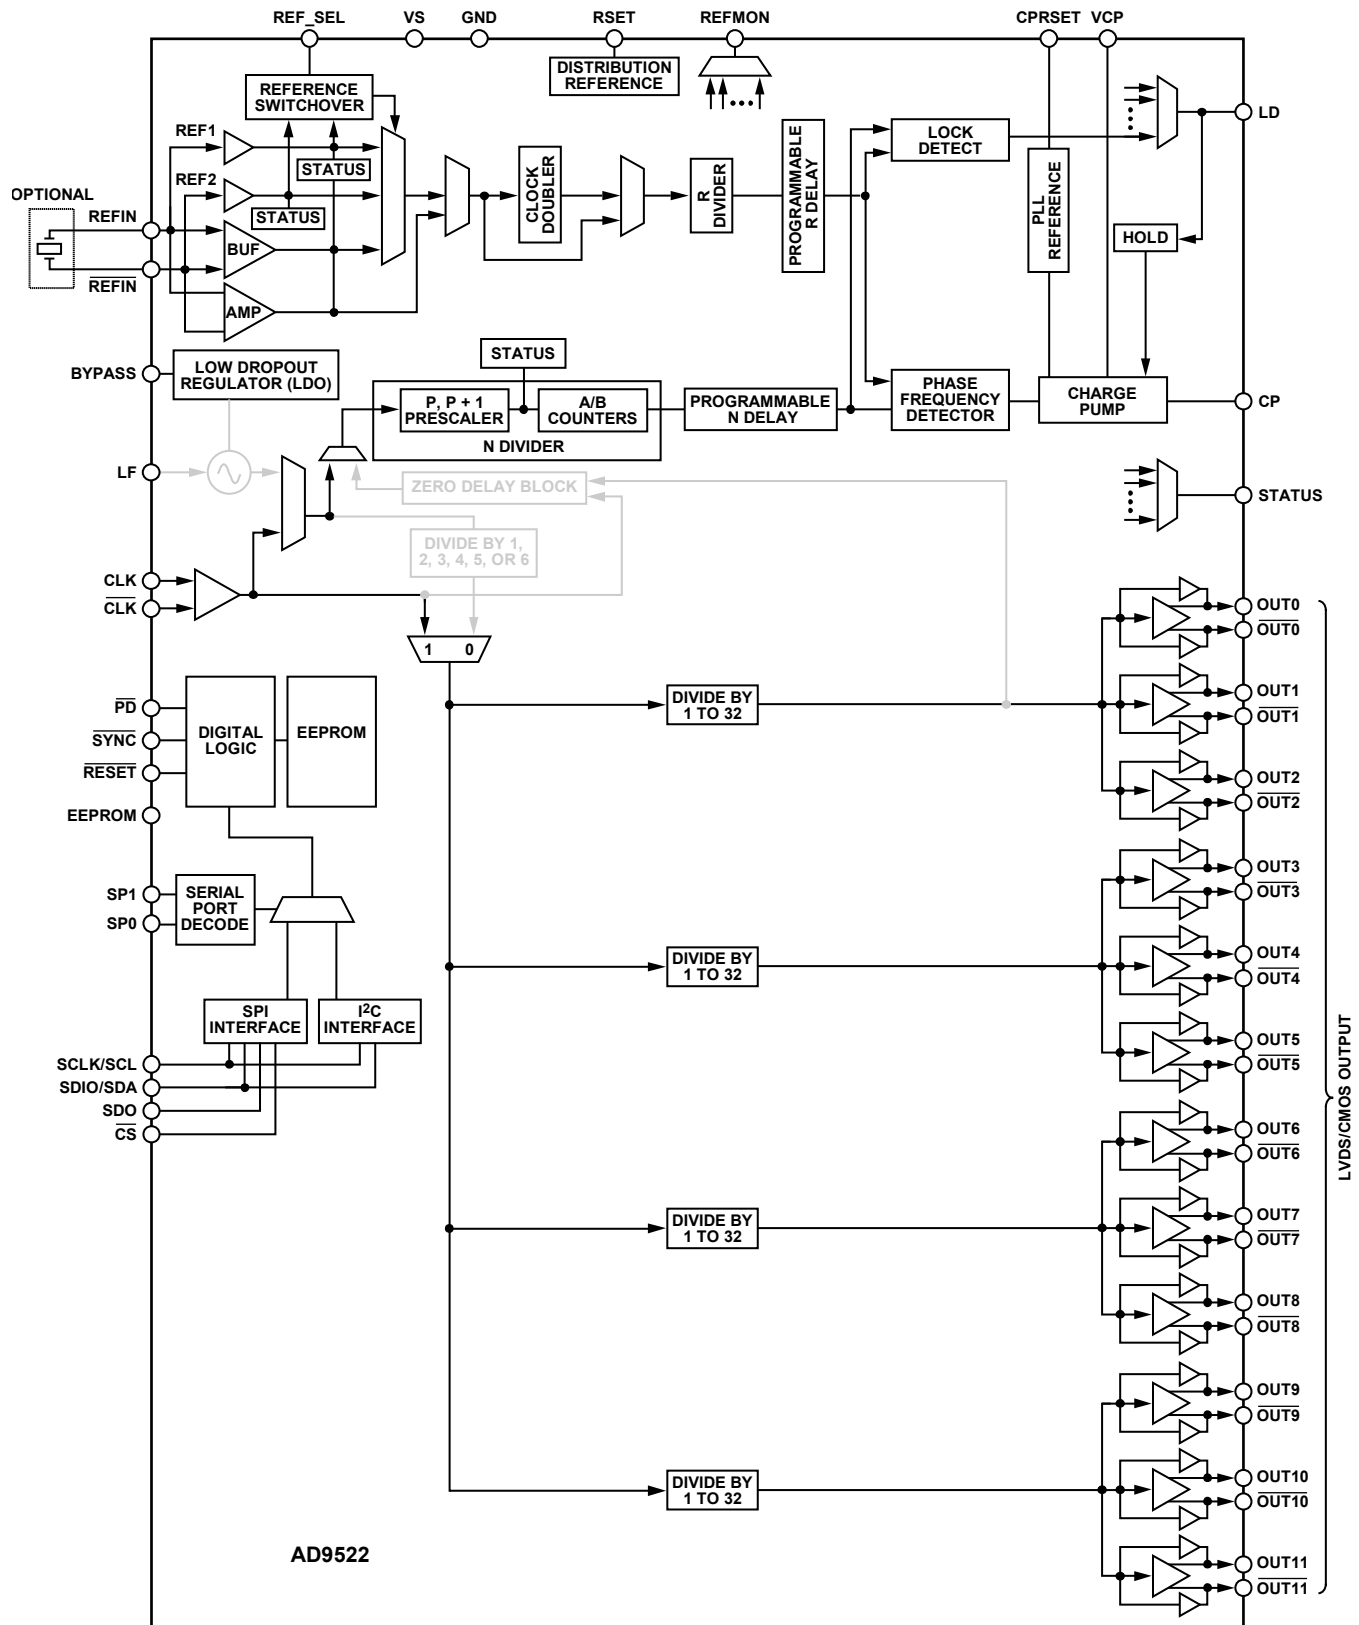 REF_SEL
VS
GND
RSET
REFMON
CPRSET
VCP
DISTRIBUTION
REFERENCE
REFERENCE
SWITCHOVER
REF1
REF2
STATUS
STATUS
OPTIONAL
REFIN
REFIN
BUF
AMP
CLOCK
DOUBLER
R
DIVIDER
PROGRAMMABLE
R DELAY
LOCK
DETECT
PLL
REFERENCE
HOLD
LD
BYPASS
LOW DROPOUT
REGULATOR (LDO)
STATUS
P, P + 1
PRESCALER
A/B
COUNTERS
N DIVIDER
PROGRAMMABLE
N DELAY
PHASE
FREQUENCY
DETECTOR
CHARGE
PUMP
CP
LF
ZERO DELAY BLOCK
STATUS
DIVIDE BY 1,
2, 3, 4, 5, OR 6
CLK
CLK
1 0
PD
SYNC
RESET
EEPROM
DIGITAL
LOGIC
EEPROM
SP1
SP0
SERIAL
PORT
DECODE
SPI
INTERFACE
I²C
INTERFACE
SCLK/SCL
SDIO/SDA
SDO
CS
DIVIDE BY
1 TO 32
DIVIDE BY
1 TO 32
DIVIDE BY
1 TO 32
DIVIDE BY
1 TO 32
OUT0
OUT0
OUT1
OUT1
OUT2
OUT2
OUT3
OUT3
OUT4
OUT4
OUT5
OUT5
OUT6
OUT6
OUT7
OUT7
OUT8
OUT8
OUT9
OUT9
OUT10
OUT10
OUT11
OUT11
LVDS/CMOS OUTPUT
AD9522